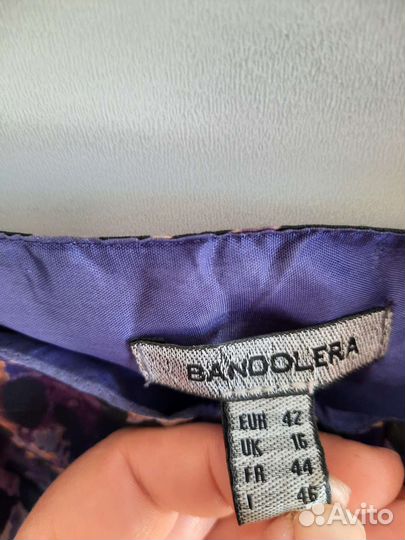 BANDOLERA
EUR 42
UK 16
FR 44
I 46
Avito